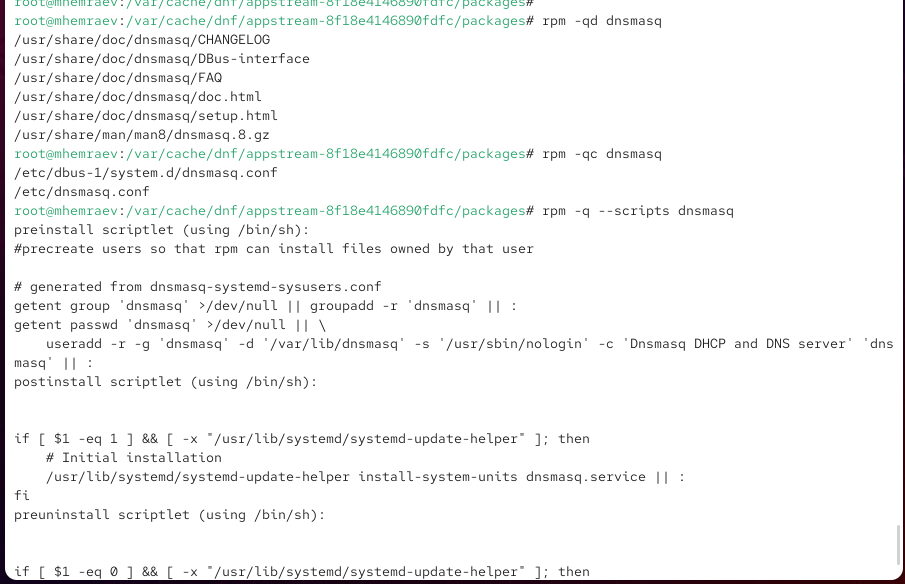 root@mhemraev:/var/cache/dnf/appstream-8f18e4146890fdfc/packages#
root@mhemraev:/var/cache/dnf/appstream-8f18e4146890fdfc/packages# rpm -qd dnsmasq
/usr/share/doc/dnsmasq/CHANGELOG
/usr/share/doc/dnsmasq/DBus-interface
/usr/share/doc/dnsmasq/FAQ
/usr/share/doc/dnsmasq/doc.html
/usr/share/doc/dnsmasq/setup.html
/usr/share/man/man8/dnsmasq.8.gz
root@mhemraev:/var/cache/dnf/appstream-8f18e4146890fdfc/packages# rpm -qc dnsmasq
/etc/dbus-1/system.d/dnsmasq.conf
/etc/dnsmasq.conf
root@mhemraev:/var/cache/dnf/appstream-8f18e4146890fdfc/packages# rpm -q --scripts dnsmasq
preinstall scriptlet (using /bin/sh):
#precreate users so that rpm can install files owned by that user
# generated from dnsmasq-systemd-sysusers.conf
getent group 'dnsmasq' >/dev/null || groupadd -r 'dnsmasq' || :
getent passwd 'dnsmasq' >/dev/null || \
    useradd -r -g 'dnsmasq' -d '/var/lib/dnsmasq' -s '/usr/sbin/nologin' -c 'Dnsmasq DHCP and DNS server' 'dns
masq' || :
postinstall scriptlet (using /bin/sh):
if [ $1 -eq 1 ] && [ -x "/usr/lib/systemd/systemd-update-helper" ]; then
    # Initial installation
    /usr/lib/systemd/systemd-update-helper install-system-units dnsmasq.service || :
fi
preuninstall scriptlet (using /bin/sh):
if [ $1 -eq 0 ] && [ -x "/usr/lib/systemd/systemd-update-helper" ]; then